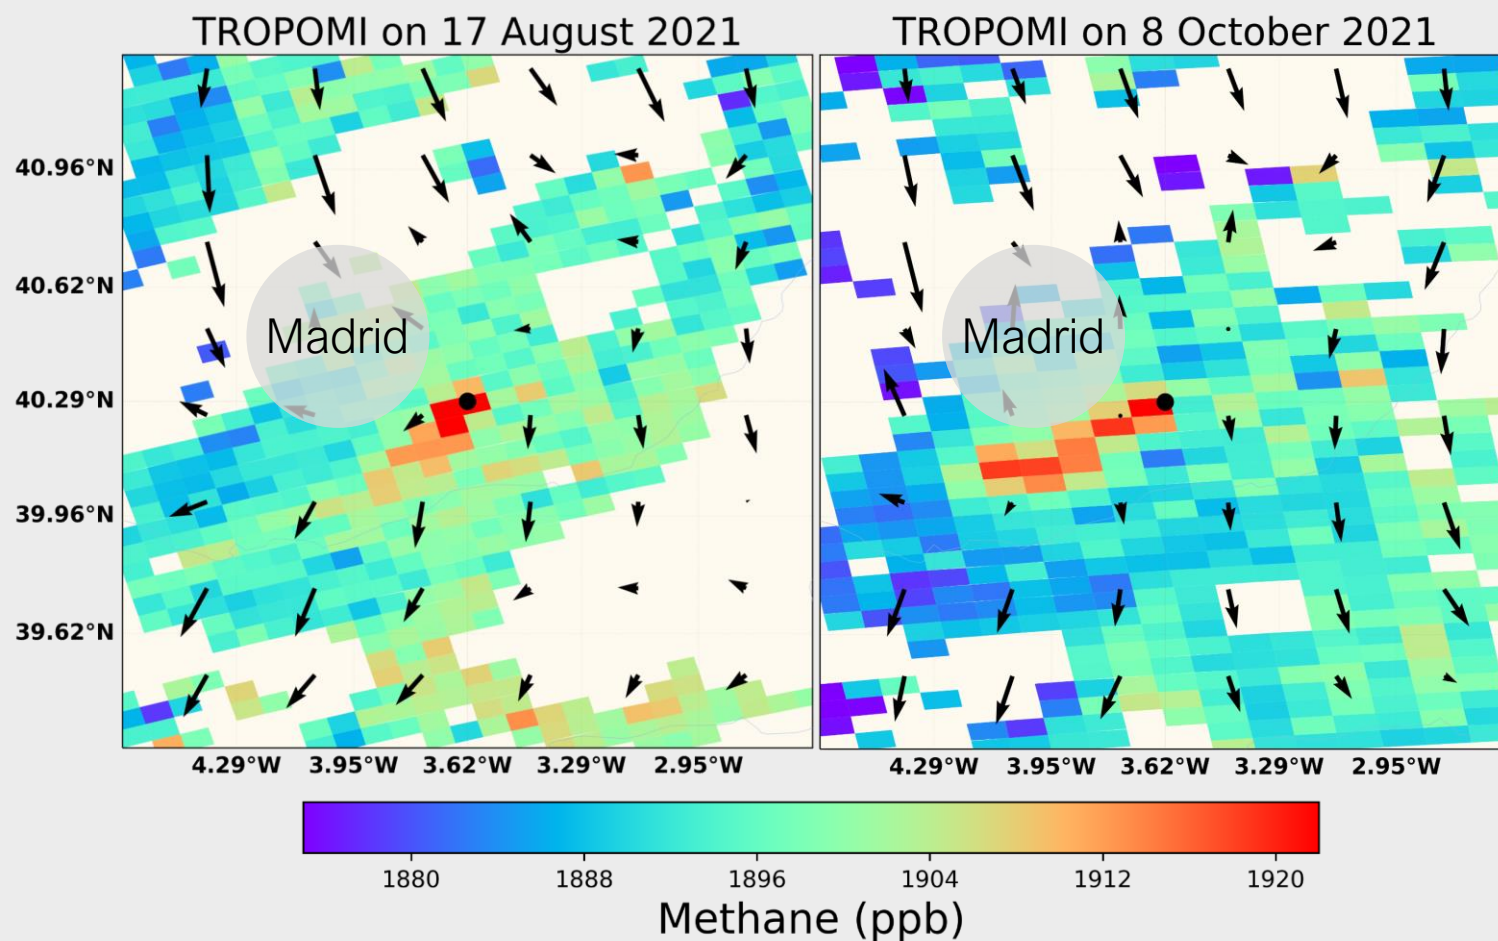 TROPOMI on 17 August 2021
TROPOMI on 8 October 2021
40.96°N
40.62°N
40.29°N
39.96°N
39.62°N
Madrid
Madrid
4.29°W 3.95°W 3.62°W 3.29°W 2.95°W
4.29°W 3.95°W 3.62°W 3.29°W 2.95°W
1880 1888 1896 1904 1912 1920
Methane (ppb)